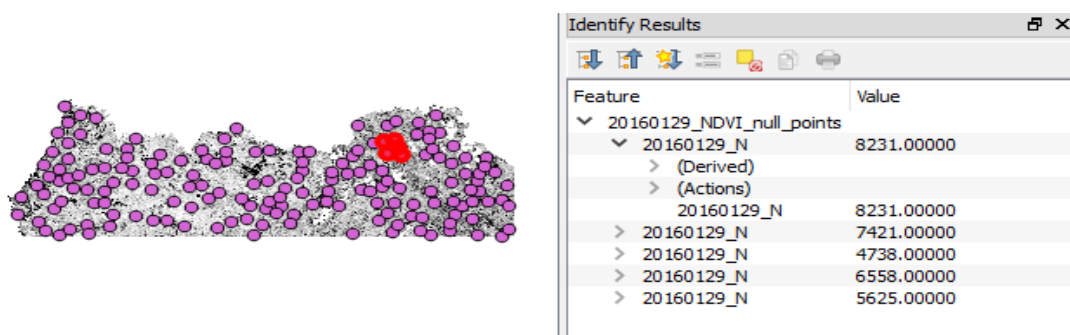 Identify Results
Feature Value
20160129_NDVI_null_points
20160129_N 8231.00000
(Derived)
(Actions)
20160129_N 8231.00000
20160129_N 7421.00000
20160129_N 4738.00000
20160129_N 6558.00000
20160129_N 5625.00000